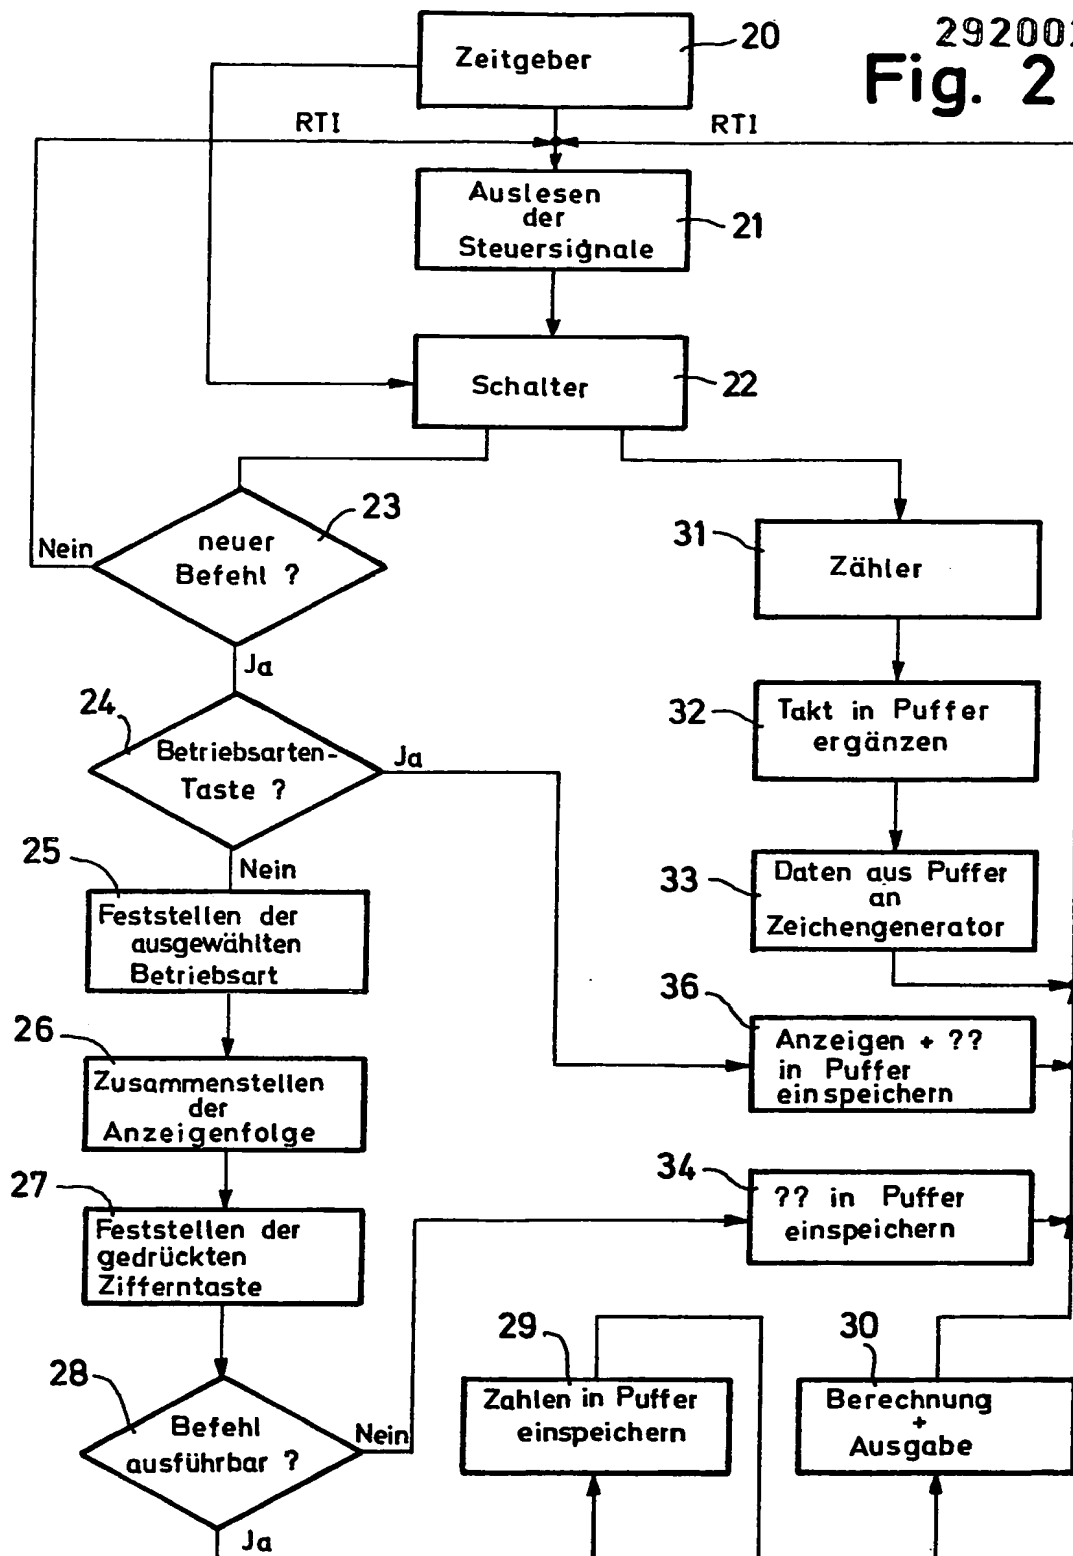 292002
Fig. 2
Zeitgeber
20
RTI
RTI
Auslesen
der
Steuersignale
21
Schalter
22
23
neuer
Befehl ?
Nein
Ja
31
Zähler
24
Betriebsarten-
Taste ?
Ja
Nein
32
Takt in Puffer
ergänzen
25
Feststellen der
ausgewählten
Betriebsart
33
Daten aus Puffer
an
Zeichengenerator
26
Zusammenstellen
der
Anzeigenfolge
36
Anzeigen + ??
in Puffer
einspeichern
27
Feststellen der
gedrückten
Zifferntaste
34
?? in Puffer
einspeichern
28
Befehl
ausführbar ?
Nein
Ja
29
Zahlen in Puffer
einspeichern
30
Berechnung
+
Ausgabe